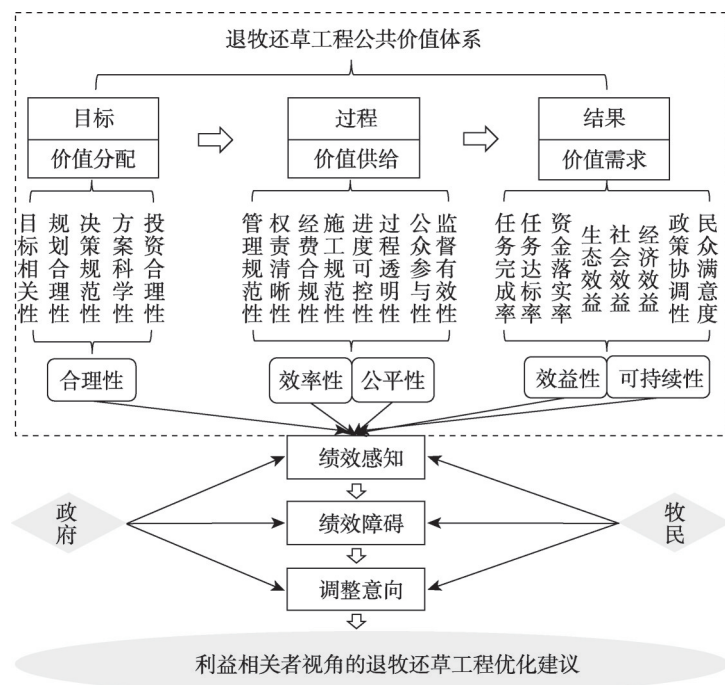 退牧还草工程公共价值体系
目标
价值分配
过程
价值供给
结果
价值需求
目标相关性
规划合理性
决策规范性
方案科学性
投资合理性
管理规范性
权责清晰性
经费合规性
施工规范性
进度可控性
过程透明性
公众参与性
监督有效性
任务完成率
任务达标率
资金落实率
生态效益
社会效益
经济效益
政策协调性
民众满意度
合理性
效率性
公平性
效益性
可持续性
绩效感知
政府
绩效障碍
牧民
调整意向
利益相关者视角的退牧还草工程优化建议